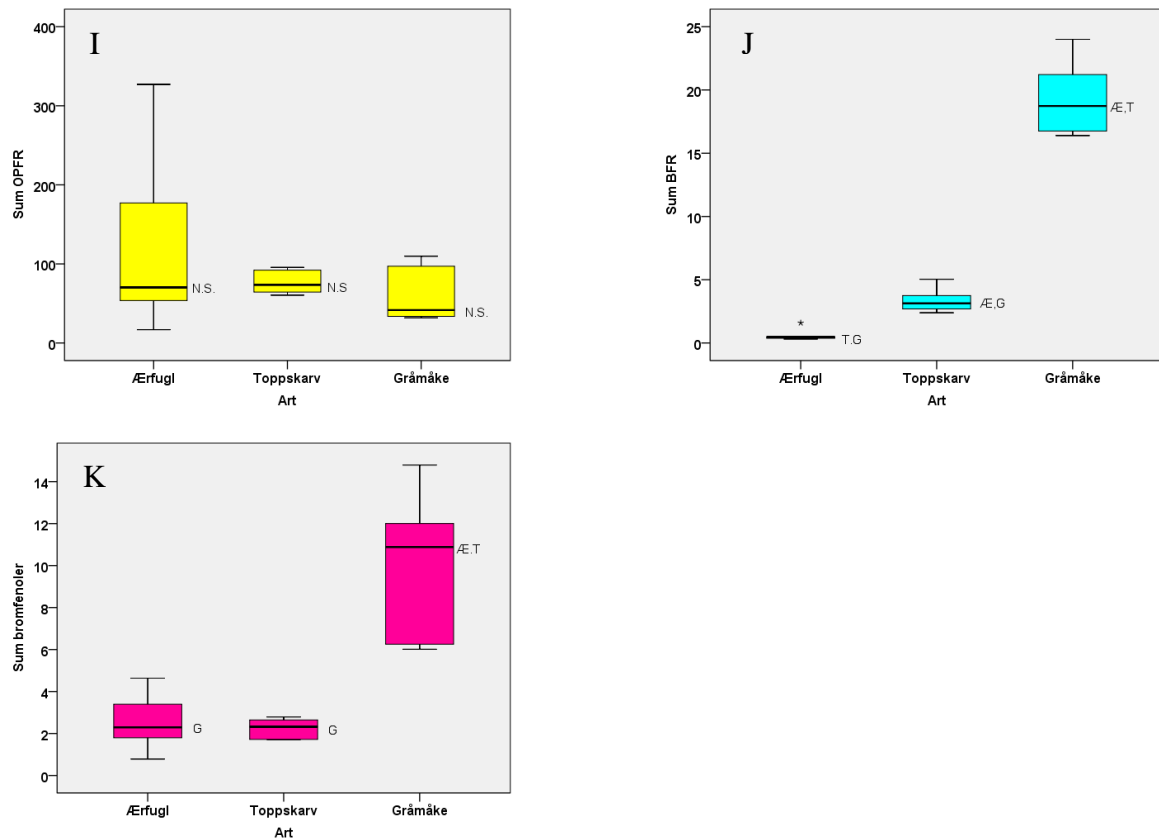 I
Sum OPFR
400
300
200
100
0
N.S.
N.S
N.S.
Ærfugl Toppskarv Gråmåke
Art
J
Sum BFR
25
20
15
10
5
0
*
T.G
Æ,G
Æ,T
Ærfugl Toppskarv Gråmåke
Art
K
Sum bromfenoler
14
12
10
8
6
4
2
0
G
G
Æ.T
Ærfugl Toppskarv Gråmåke
Art